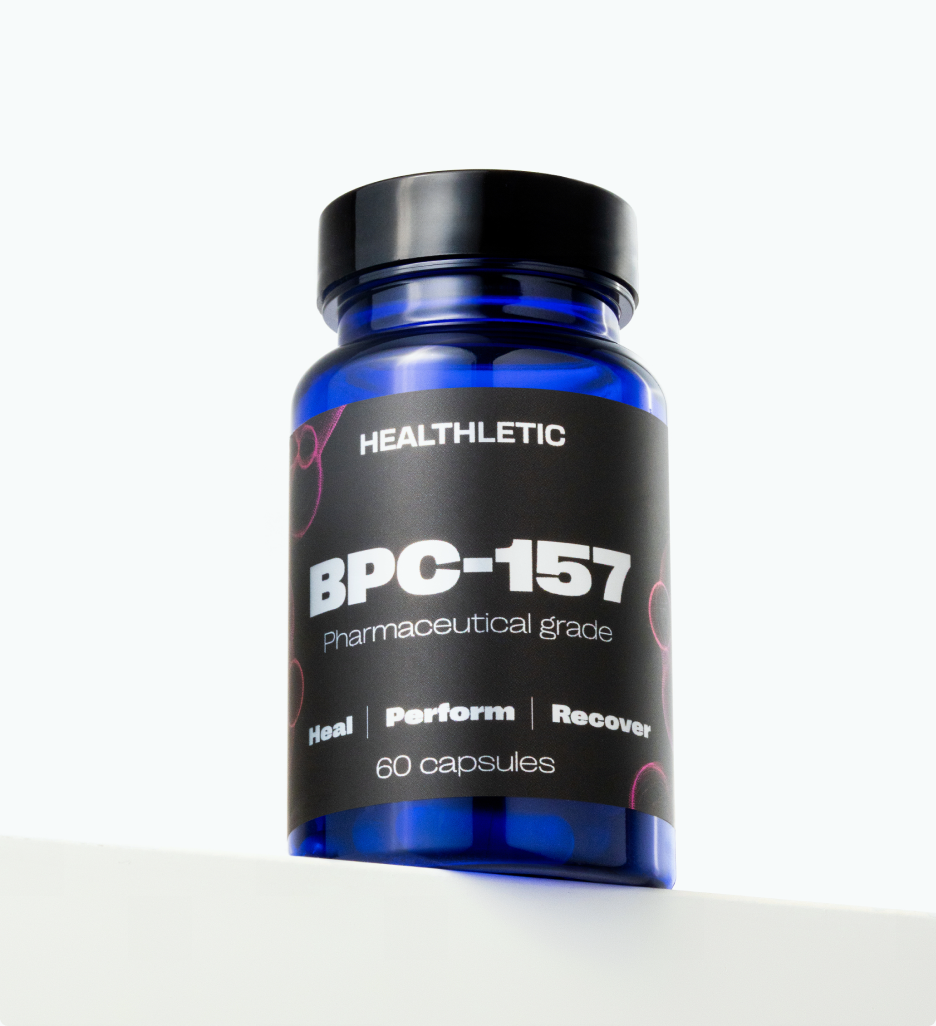 HEALTHLETIC
BPC-157
Pharmaceutical grade
Heal | Perform | Recover
60 capsules